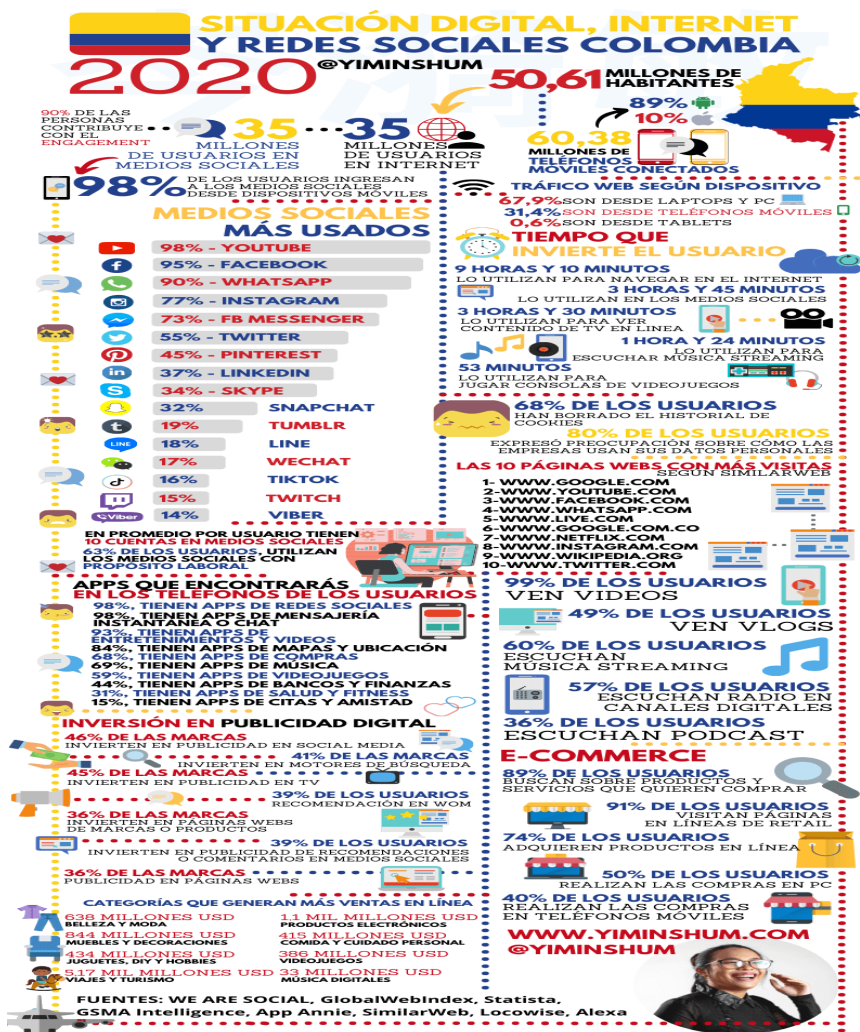 SITUACIÓN DIGITAL, INTERNET
Y REDES SOCIALES COLOMBIA
2020
@YIMINSHUM
50,61 MILLONES DE
HABITANTES
89%
10%
90% DE LAS
PERSONAS
CONTRIBUYE
CON EL
ENGAGEMENT
35
MILLONES
DE USUARIOS EN
MEDIOS SOCIALES
35
MILLONES
DE USUARIOS
EN INTERNET
60,38
MILLONES DE
TELÉFONOS
MÓVILES CONECTADOS
98% DE LOS USUARIOS INGRESAN
A LOS MEDIOS SOCIALES
DESDE DISPOSITIVOS MÓVILES
MEDIOS SOCIALES
MÁS USADOS
98% - YOUTUBE
95% - FACEBOOK
90% - WHATSAPP
77% - INSTAGRAM
73% - FB MESSENGER
55% - TWITTER
45% - PINTEREST
37% - LINKEDIN
34% - SKYPE
32% SNAPCHAT
19% TUMBLR
LINE
18% LINE
17% WECHAT
16% TIKTOK
15% TWITCH
Viber
14% VIBER
EN PROMEDIO POR USUARIO TIENEN
10 CUENTAS EN MEDIOS SOCIALES
63% DE LOS USUARIOS, UTILIZAN
LOS MEDIOS SOCIALES CON
PROPÓSITO LABORAL
APPS QUE ENCONTRARÁS
EN LOS TELÉFONOS DE LOS USUARIOS
98%, TIENEN APPS DE REDES SOCIALES
98%, TIENEN APPS DE MENSAJERÍA
INSTANTÁNEA Y CHAT
93%, TIENEN APPS DE
ENTRETENIMIENTOS Y VIDEOS
84%, TIENEN APPS DE MAPAS Y UBICACIÓN
68%, TIENEN APPS DE COMPRAS
69%, TIENEN APPS DE MÚSICA
59%, TIENEN APPS DE VIDEOJUEGOS
44%, TIENEN APPS DE BANCOS Y FINANZAS
31%, TIENEN APPS DE SALUD Y FITNESS
15%, TIENEN APPS DE CITAS Y AMISTAD
INVERSIÓN EN PUBLICIDAD DIGITAL
46% DE LAS MARCAS
INVIERTEN EN PUBLICIDAD EN SOCIAL MEDIA
41% DE LAS MARCAS
INVIERTEN EN MOTORES DE BÚSQUEDA
45% DE LAS MARCAS
INVIERTEN EN PUBLICIDAD EN TV
39% DE LOS USUARIOS
RECOMENDACIÓN EN WOM
36% DE LAS MARCAS
INVIERTEN EN PÁGINAS WEBS
DE MARCAS O PRODUCTOS
39% DE LOS USUARIOS
INVIERTEN EN PUBLICIDAD DE RECOMENDACIONES
O COMENTARIOS EN MEDIOS SOCIALES
36% DE LAS MARCAS
PUBLICIDAD EN PÁGINAS WEBS
CATEGORÍAS QUE GENERAN MÁS VENTAS EN LÍNEA
638 MILLONES USD
BELLEZA Y MODA
844 MILLONES USD
MUEBLES Y DECORACIONES
434 MILLONES USD
JUGUETES, DIY Y HOBBIES
5.17 MIL MILLONES USD
VIAJES Y TURISMO
1,1 MIL MILLONES USD
PRODUCTOS ELECTRÓNICOS
415 MILLONES USD
COMIDA Y CUIDADO PERSONAL
386 MILLONES USD
VIDEOJUEGOS
33 MILLONES USD
MÚSICA DIGITALES
TRÁFICO WEB SEGÚN DISPOSITIVO
67,9% SON DESDE LAPTOPS Y PC
31,4% SON DESDE TELÉFONOS MÓVILES
0,6% SON DESDE TABLETS
TIEMPO QUE
INVIERTE EL USUARIO
9 HORAS Y 10 MINUTOS
LO UTILIZAN PARA NAVEGAR EN EL INTERNET
3 HORAS Y 45 MINUTOS
LO UTILIZAN EN LOS MEDIOS SOCIALES
3 HORAS Y 30 MINUTOS
LO UTILIZAN PARA VER
CONTENIDO DE TV EN LINEA
1 HORA Y 24 MINUTOS
LO UTILIZAN PARA
ESCUCHAR MÚSICA STREAMING
53 MINUTOS
LO UTILIZAN PARA
JUGAR CONSOLAS DE VIDEOJUEGOS
68% DE LOS USUARIOS
HAN BORRADO EL HISTORIAL DE
COOKIES
80% DE LOS USUARIOS
EXPRESÓ PREOCUPACIÓN SOBRE CÓMO LAS
EMPRESAS USAN SUS DATOS PERSONALES
LAS 10 PÁGINAS WEBS CON MÁS VISITAS
SEGÚN SIMILARWEB
1- WWW.GOOGLE.COM
2-WWW.YOUTUBE.COM
3-WWW.FACEBOOK.COM
4-WWW.WHATSAPP.COM
5-WWW.LIVE.COM
6-WWW.GOOGLE.COM.CO
7-WWW.NETFLIX.COM
8-WWW.INSTAGRAM.COM
9-WWW.WIKIPEDIA.ORG
10-WWW.TWITTER.COM
99% DE LOS USUARIOS
VEN VIDEOS
49% DE LOS USUARIOS
VEN VLOGS
60% DE LOS USUARIOS
ESCUCHAN
MÚSICA STREAMING
57% DE LOS USUARIOS
ESCUCHAN RADIO EN
CANALES DIGITALES
36% DE LOS USUARIOS
ESCUCHAN PODCAST
E-COMMERCE
89% DE LOS USUARIOS
BUSCAN SOBRE PRODUCTOS Y
SERVICIOS QUE QUIEREN COMPRAR
91% DE LOS USUARIOS
VISITAN PÁGINAS
EN LÍNEAS DE RETAIL
74% DE LOS USUARIOS
ADQUIEREN PRODUCTOS EN LÍNEA
50% DE LOS USUARIOS
REALIZAN LAS COMPRAS EN PC
40% DE LOS USUARIOS
REALIZAN LAS COMPRAS
EN TELÉFONOS MÓVILES
WWW.YIMINSHUM.COM
@YIMINSHUM
FUENTES: WE ARE SOCIAL, GlobalWebIndex, Statista,
GSMA Intelligence, App Annie, SimilarWeb, Locowise, Alexa